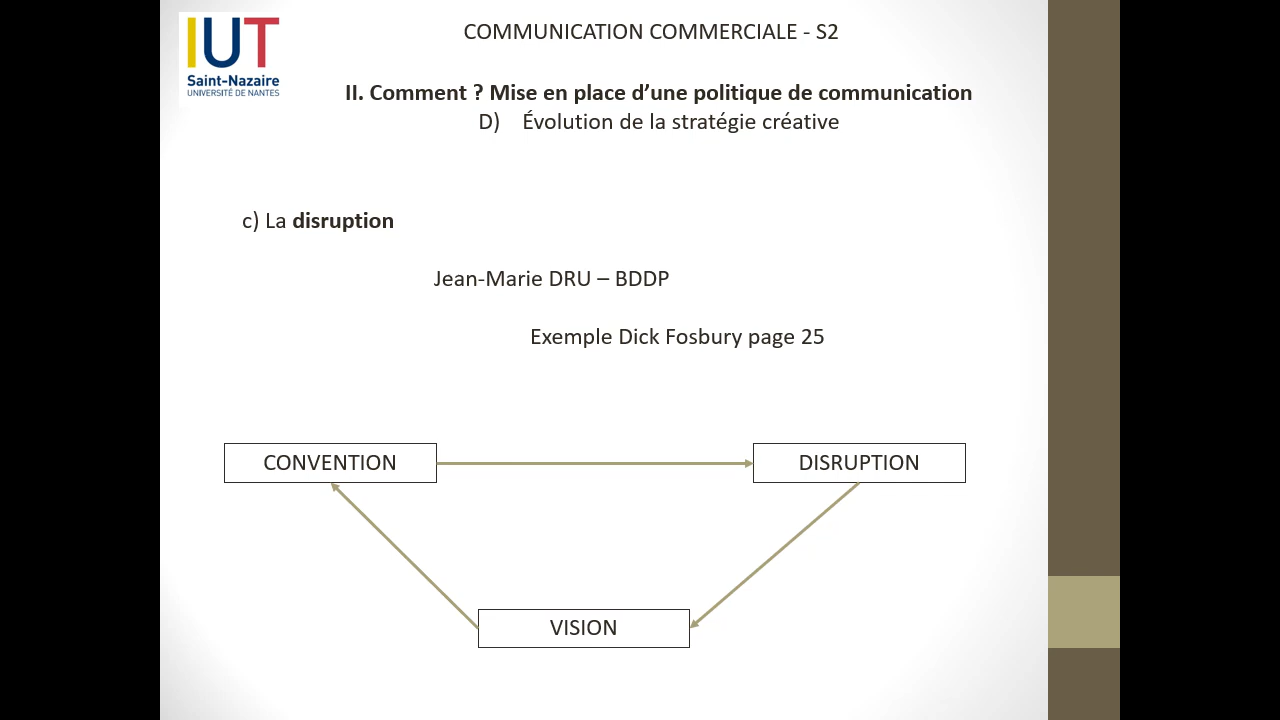 IUT
Saint-Nazaire
UNIVERSITÉ DE NANTES
COMMUNICATION COMMERCIALE - S2
II. Comment ? Mise en place d’une politique de communication
D) Évolution de la stratégie créative
c) La disruption
Jean-Marie DRU – BDDP
Exemple Dick Fosbury page 25
CONVENTION
DISRUPTION
VISION